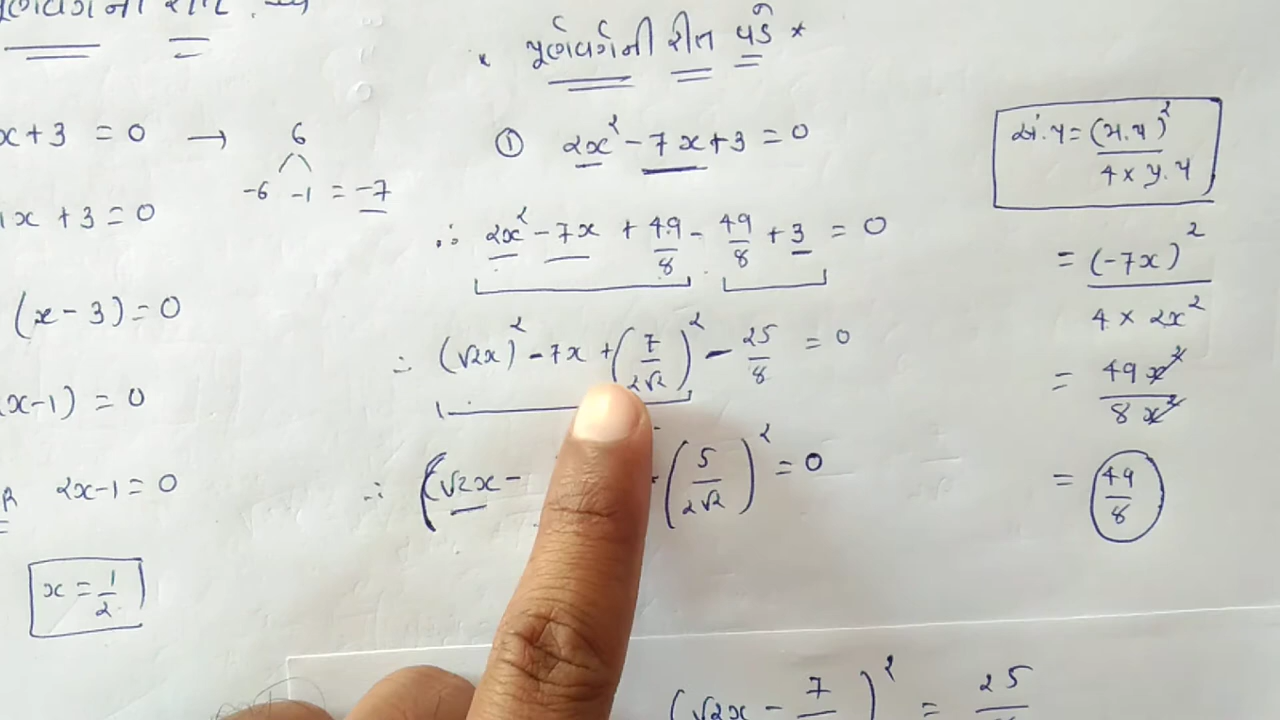 x+3 = 0 → 6
-6 -1 = -7
x + 3 = 0
(x-3) = 0
x-1) = 0
2x-1 = 0
x = 1/2
* પૂર્ણવર્ગની રીત વડે *
① 2x² - 7x + 3 = 0
∴ 2x² - 7x + 49/8 - 49/8 + 3 = 0
∴ (√2x)² - 7x + (7/2√2)² - 25/8 = 0
∴ (√2x - (5/2√2)² = 0
(√2x - 7 )² = 25
અં.પ = (મ.પ)²/4 × પ્ર.પ
= (-7x)²/4 × 2x²
= 49x²/8x²
= 49/8